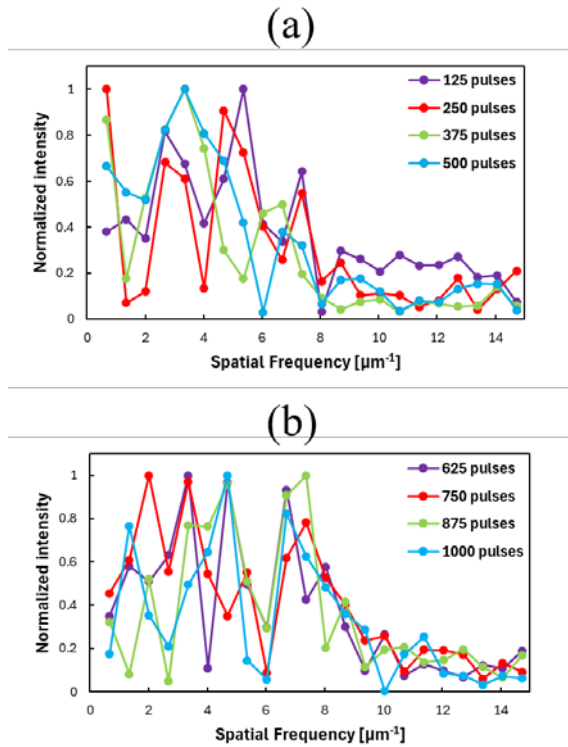 (a)
125 pulses
250 pulses
375 pulses
500 pulses
Normalized intensity
1
0.8
0.6
0.4
0.2
0
0 2 4 6 8 10 12 14
Spatial Frequency [µm⁻¹]
(b)
625 pulses
750 pulses
875 pulses
1000 pulses
Normalized intensity
1
0.8
0.6
0.4
0.2
0
0 2 4 6 8 10 12 14
Spatial Frequency [µm⁻¹]